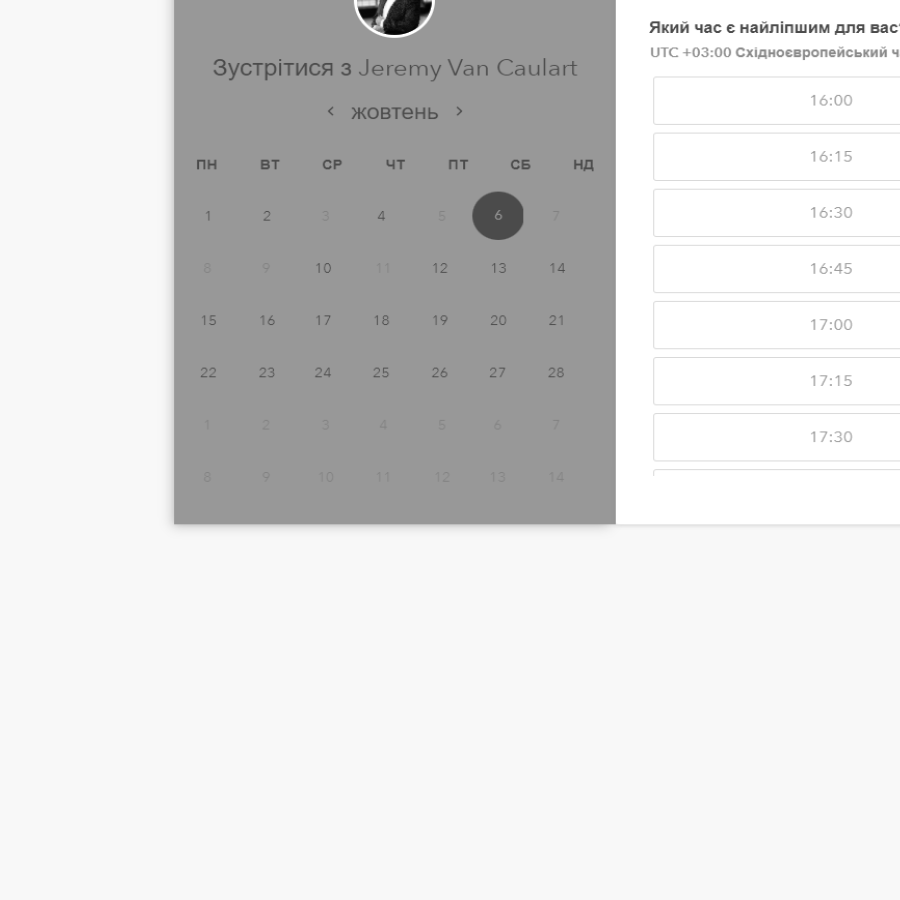 Зустрітися з Jeremy Van Caulart
жовтень
ПН ВТ СР ЧТ ПТ СБ НД
1 2 3 4 5 6 7
8 9 10 11 12 13 14
15 16 17 18 19 20 21
22 23 24 25 26 27 28
1 2 3 4 5 6 7
8 9 10 11 12 13 14
Який час є найліпшим для вас
UTC +03:00 Східноєвропейський ч
16:00
16:15
16:30
16:45
17:00
17:15
17:30